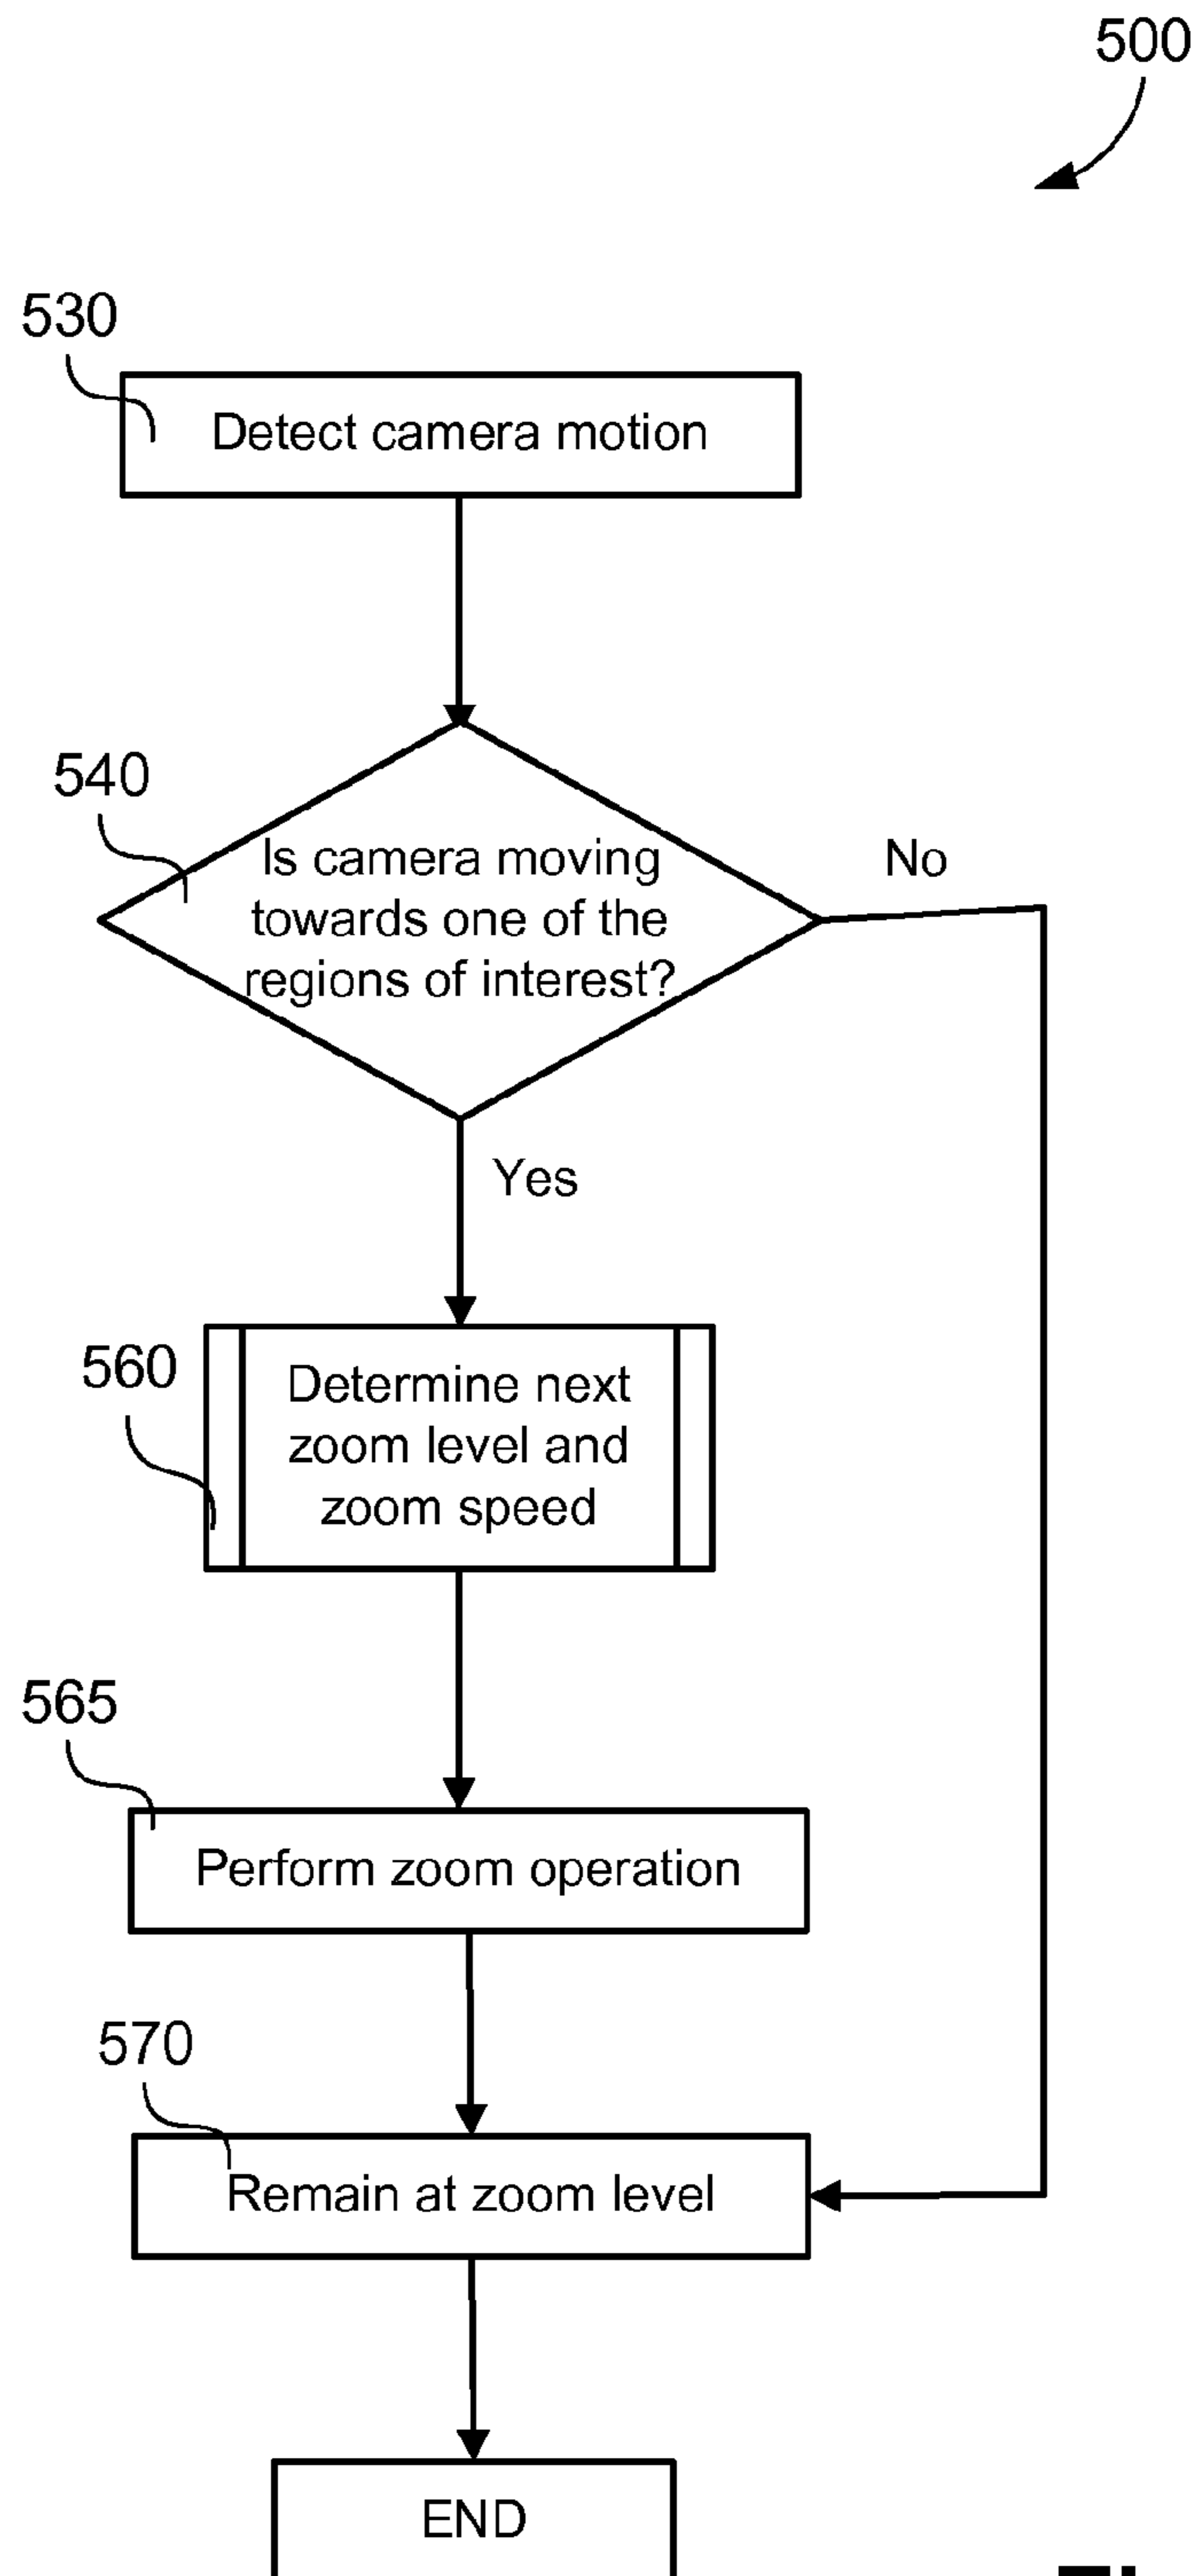 500
530
Detect camera motion
540
Is camera moving
towards one of the
regions of interest?
No
Yes
560
Determine next
zoom level and
zoom speed
565
Perform zoom operation
570
Remain at zoom level
END